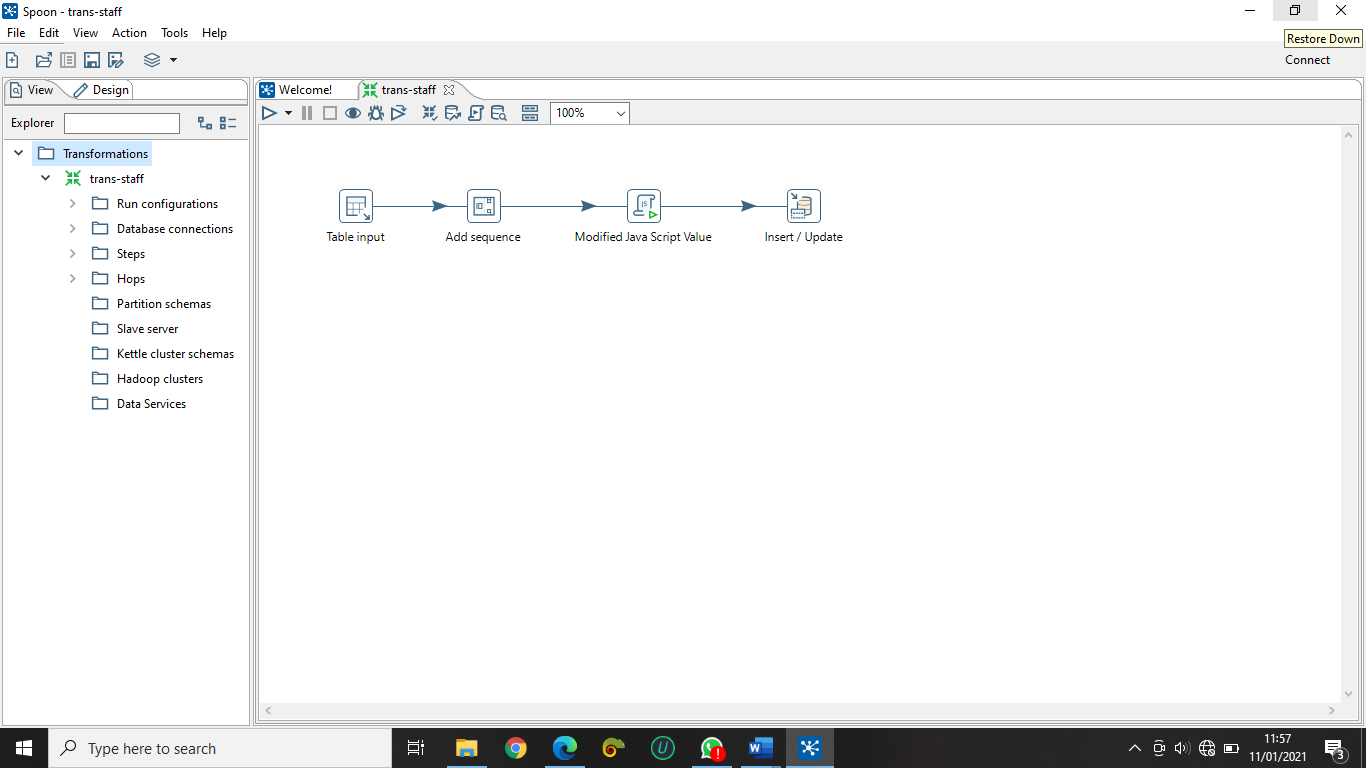 Spoon - trans-staff
File Edit View Action Tools Help
Restore Down
Connect
View Design
Welcome! trans-staff
Explorer
100%
Transformations
trans-staff
Run configurations
Database connections
Steps
Hops
Partition schemas
Slave server
Kettle cluster schemas
Hadoop clusters
Data Services
Table input Add sequence Modified Java Script Value Insert / Update
JS
Type here to search
U
W
11:57
11/01/2021
3